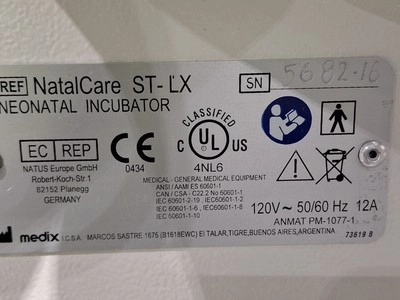 REF NatalCare ST-LX SN 5682-16
NEONATAL INCUBATOR
CLASSIFIED
C UL US
4NL6
EC REP
CE
0434
NATUS Europe GmbH
Robert-Koch-Str.1
82152 Planegg
GERMANY
MEDICAL - GENERAL MEDICAL EQUIPMENT
ANSI / AAMI ES 60601-1
CAN / CSA - C22.2 No 60601-1
IEC 60601-2-19 , IEC 60601-1-2
IEC 60601-1-6 , IEC 60601-1-8
IEC 60601-1-10
120V ~ 50/60 Hz 12A
ANMAT PM-1077-1
medix I.C.S.A. MARCOS SASTRE 1675 (B1618EWC) El TALAR, TIGRE, BUENOS AIRES, ARGENTINA
73619 B